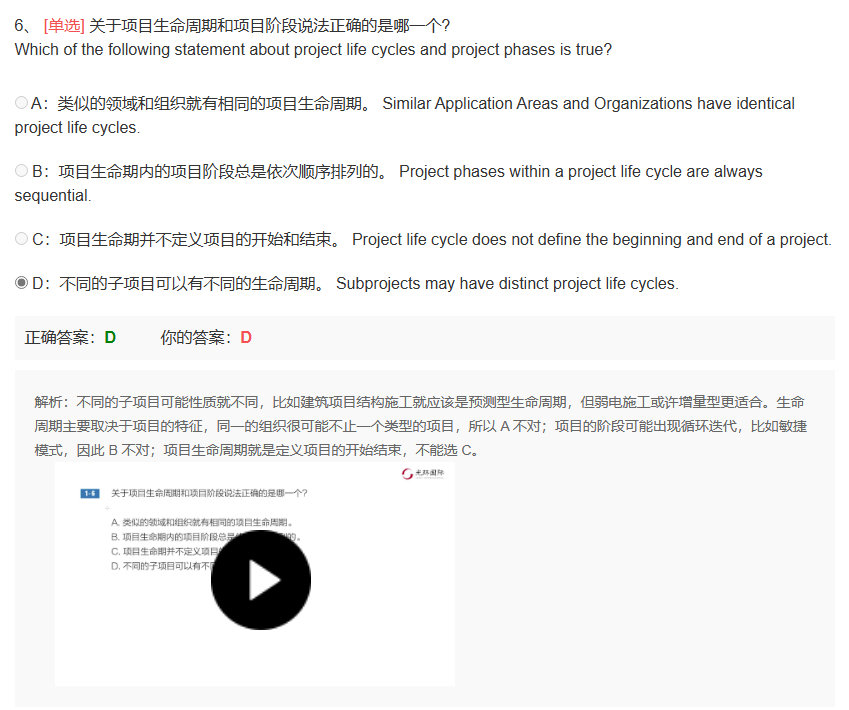 6、 [单选] 关于项目生命周期和项目阶段说法正确的是哪一个?
Which of the following statement about project life cycles and project phases is true?
A：类似的领域和组织就有相同的项目生命周期。 Similar Application Areas and Organizations have identical
project life cycles.
B：项目生命期内的项目阶段总是依次顺序排列的。 Project phases within a project life cycle are always
sequential.
C：项目生命期并不定义项目的开始和结束。 Project life cycle does not define the beginning and end of a project.
D：不同的子项目可以有不同的生命周期。 Subprojects may have distinct project life cycles.
正确答案：D 你的答案：D
解析：不同的子项目可能性质就不同，比如建筑项目结构施工就应该是预测型生命周期，但弱电施工或许增量型更适合。生命
周期主要取决于项目的特征，同一的组织很可能不止一个类型的项目，所以 A 不对；项目的阶段可能出现循环迭代，比如敏捷
模式，因此 B 不对；项目生命周期就是定义项目的开始结束，不能选 C。
光环国际
1-6 关于项目生命周期和项目阶段说法正确的是哪一个?
A. 类似的领域和组织就有相同的项目生命周期。
B. 项目生命期内的项目阶段总是 的。
C. 项目生命期并不定义项目
D. 不同的子项目可以有不